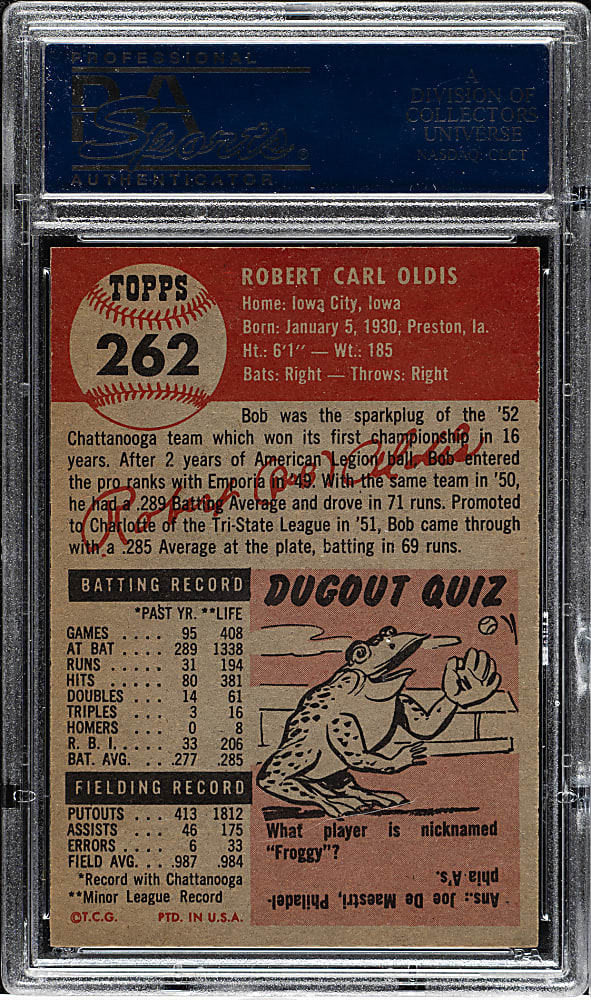 PROFESSIONAL
PSA
Sports
AUTHENTICATOR
A
DIVISION OF
COLLECTORS
UNIVERSE
NASDAQ: CLCT
TOPPS
262
ROBERT CARL OLDIS
Home: Iowa City, Iowa
Born: January 5, 1930, Preston, Ia.
Ht.: 6'1" — Wt.: 185
Bats: Right — Throws: Right
Bob was the sparkplug of the '52
Chattanooga team which won its first championship in 16
years. After 2 years of American Legion ball, Bob entered
the pro ranks with Emporia in '49. With the same team in '50,
he had a .289 Batting Average and drove in 71 runs. Promoted
to Charlotte of the Tri-State League in '51, Bob came through
with a .285 Average at the plate, batting in 69 runs.
Robert Carl Oldis
BATTING RECORD
*PAST YR. **LIFE
GAMES .... 95 408
AT BAT .... 289 1338
RUNS ..... 31 194
HITS ..... 80 381
DOUBLES .... 14 61
TRIPLES .... 3 16
HOMERS .... 0 8
R. B. I. .... 33 206
BAT. AVG. ... .277 .285
FIELDING RECORD
PUTOUTS .... 413 1812
ASSISTS .... 46 175
ERRORS .... 6 33
FIELD AVG. .. .987 .984
*Record with Chattanooga
**Minor League Record
©T.C.G. PTD. IN U.S.A.
DUGOUT QUIZ
What player is nicknamed
"Froggy"?
Ans.: Joe De Maestri, Philadel-
phia A's.